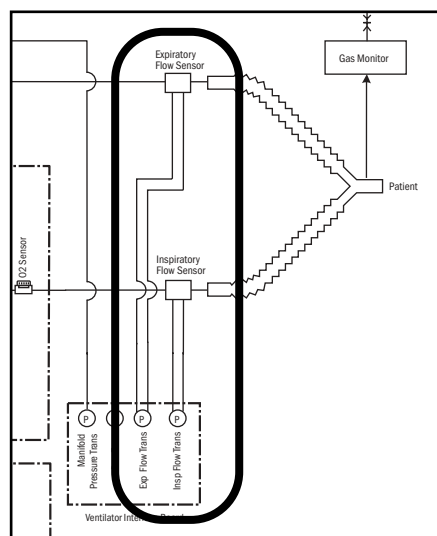 Expiratory
Flow Sensor
Gas Monitor
Patient
Inspiratory
Flow Sensor
O2 Sensor
P
P
P
Manifold
Pressure Trans
Exp Flow Trans
Insp Flow Trans
Ventilator